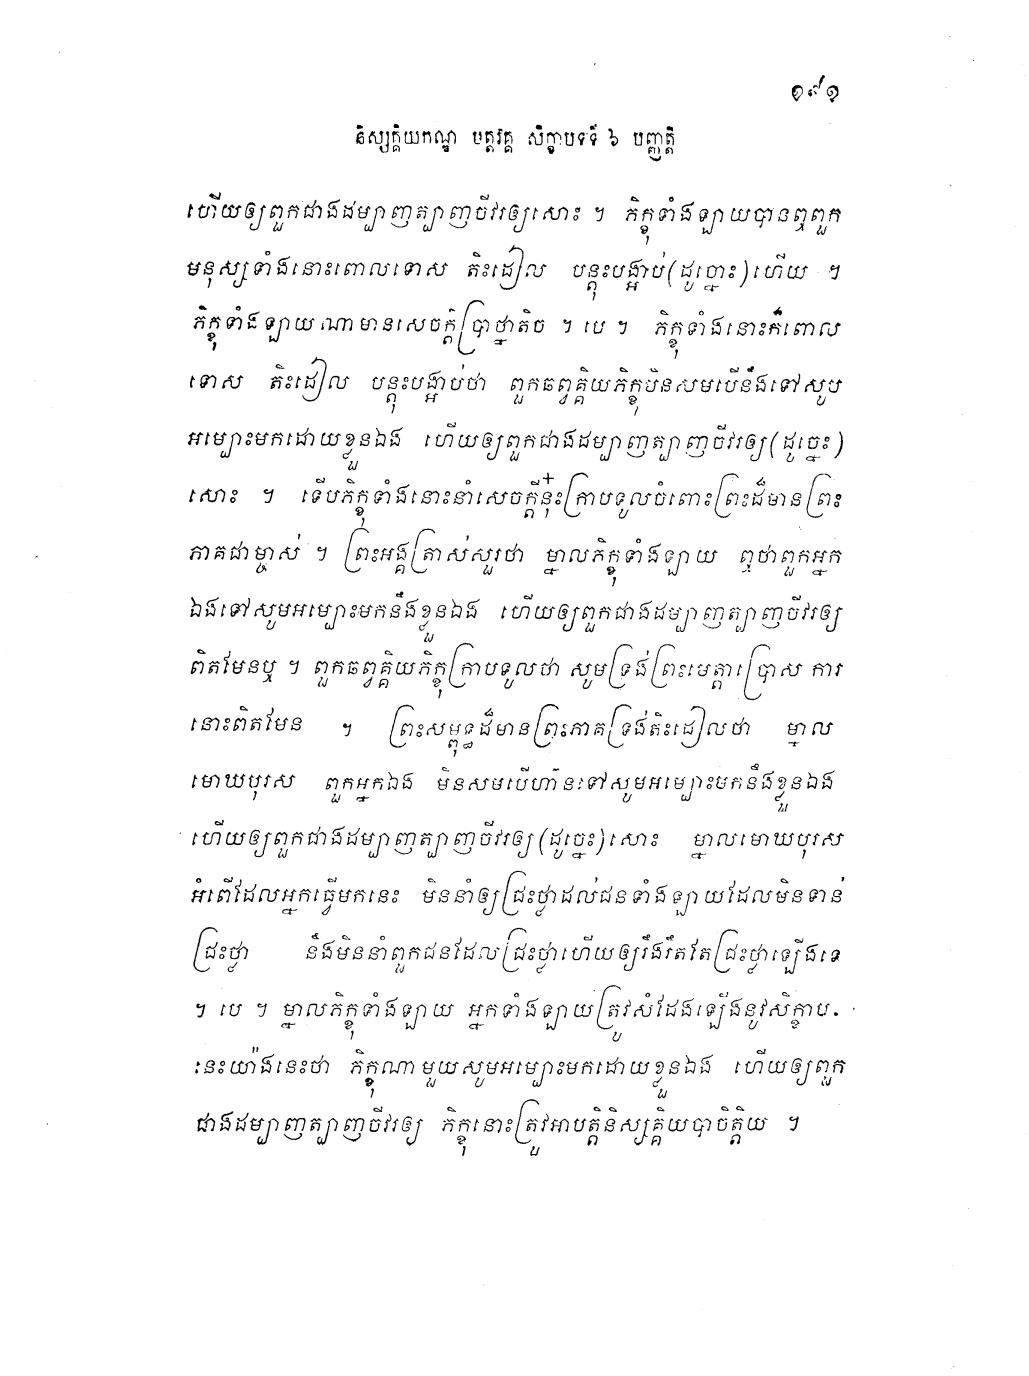 ១៩១
និស្សគ្គិយកណ្ឌ បត្តវគ្គ សិក្ខាបទទី ៦ បញ្ញត្តិ
ហើយឲ្យពួកជាងដម្បាញត្បាញចីវរឲ្យសោះ ។ ភិក្ខុទាំងឡាយបានឮពួក
មនុស្សទាំងនោះពោលទោស តិះដៀល បន្តុះបង្អាប់(ដូច្នោះ)ហើយ ។
ភិក្ខុទាំងឡាយណាមានសេចក្តីប្រាថ្នាតិច ។ បេ ។ ភិក្ខុទាំងនោះក៏ពោល
ទោស តិះដៀល បន្តុះបង្អាប់ថា ពួកឆព្វគ្គិយភិក្ខុមិនសមបើនឹងទៅសូម
អម្បោះមកដោយខ្លួនឯង ហើយឲ្យពួកជាងដម្បាញត្បាញចីវរឲ្យ(ដូច្នេះ)
សោះ ។ ទើបភិក្ខុទាំងនោះនាំសេចក្តីនុ៎ះក្រាបទូលចំពោះព្រះដ៏មានព្រះ
ភាគជាម្ចាស់ ។ ព្រះអង្គត្រាស់សួរថា ម្នាលភិក្ខុទាំងឡាយ ឮថាពួកអ្នក
ឯងទៅសូមអម្បោះមកនឹងខ្លួនឯង ហើយឲ្យពួកជាងដម្បាញត្បាញចីវរឲ្យ
ពិតមែនឬ ។ ពួកឆព្វគ្គិយភិក្ខុក្រាបទូលថា សូមទ្រង់ព្រះមេត្តាប្រោស ការ
នោះពិតមែន ។ ព្រះសម្ពុទ្ធដ៏មានព្រះភាគទ្រង់តិះដៀលថា ម្នាល
មោឃបុរស ពួកអ្នកឯង មិនសមបើហ៊ានទៅសូមអម្បោះមកនឹងខ្លួនឯង
ហើយឲ្យពួកជាងដម្បាញត្បាញចីវរឲ្យ(ដូច្នេះ)សោះ ម្នាលមោឃបុរស
អំពើដែលអ្នកធ្វើមកនេះ មិននាំឲ្យជ្រះថ្លាដល់ជនទាំងឡាយដែលមិនទាន់
ជ្រះថ្លា នឹងមិននាំពួកជនដែលជ្រះថ្លាហើយឲ្យរឹងរឹតតែជ្រះថ្លាឡើងទេ
។ បេ ។ ម្នាលភិក្ខុទាំងឡាយ អ្នកទាំងឡាយត្រូវសំដែងឡើងនូវសិក្ខាប-
នេះយ៉ាងនេះថា ភិក្ខុណាមួយសូមអម្បោះមកដោយខ្លួនឯង ហើយឲ្យពួក
ជាងដម្បាញត្បាញចីវរឲ្យ ភិក្ខុនោះត្រូវអាបត្តិនិស្សគ្គិយបាចិត្តិយ ។